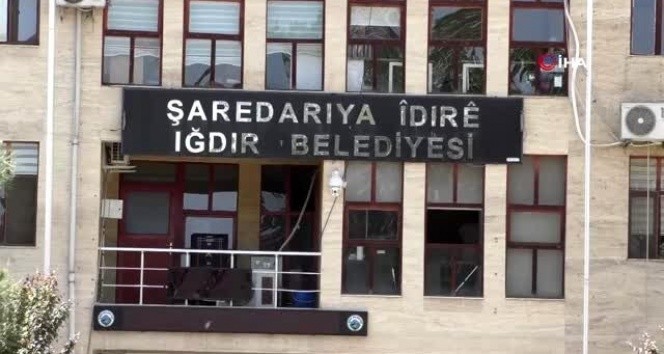 İHA
ŞAREDARIYA ÎDIRÊ
IĞDIR BELEDİYESİ